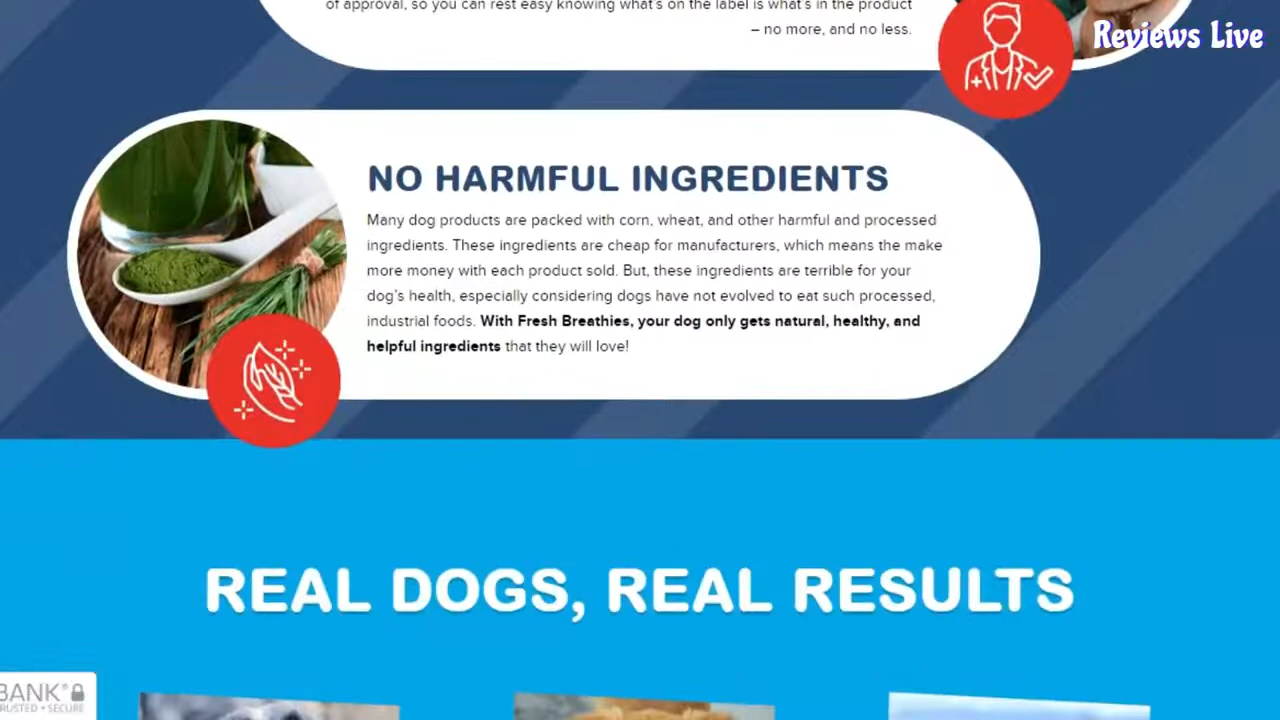 of approval, so you can rest easy knowing what's on the label is what's in the product
– no more, and no less.
Reviews Live
NO HARMFUL INGREDIENTS
Many dog products are packed with corn, wheat, and other harmful and processed
ingredients. These ingredients are cheap for manufacturers, which means the make
more money with each product sold. But, these ingredients are terrible for your
dog's health, especially considering dogs have not evolved to eat such processed,
industrial foods. With Fresh Breathies, your dog only gets natural, healthy, and
helpful ingredients that they will love!
REAL DOGS, REAL RESULTS
BANK
TRUSTED • SECURE